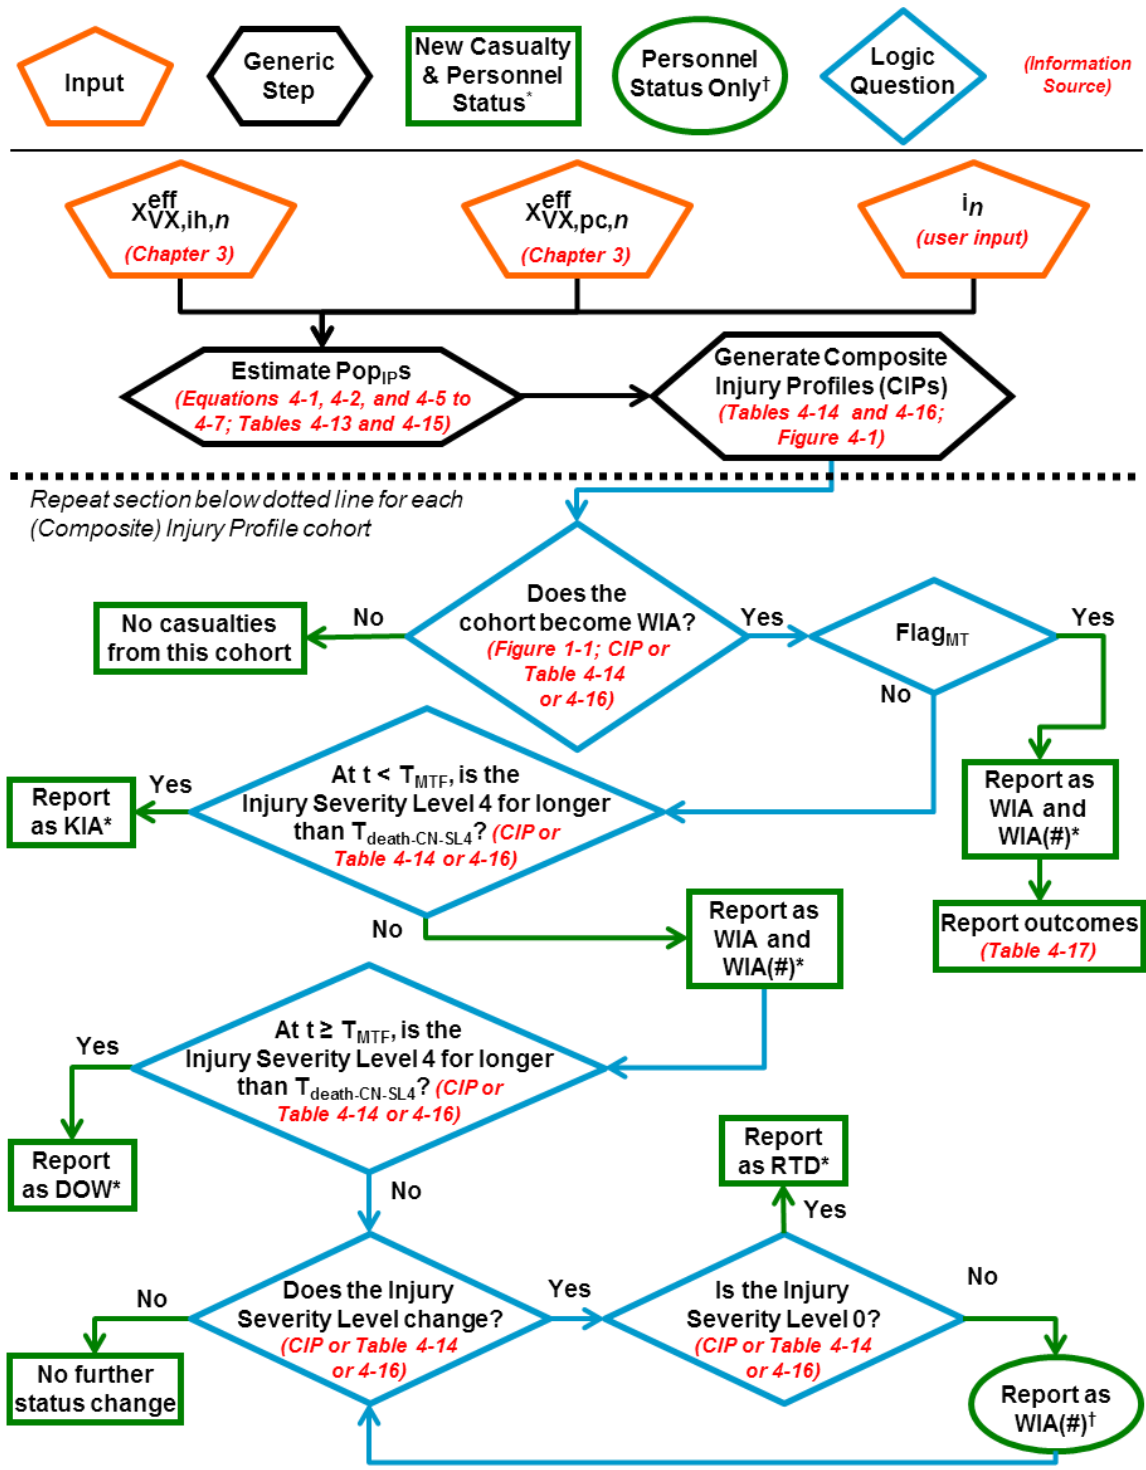 Input
Generic
Step
New Casualty
& Personnel
Status*
Personnel
Status Only†
Logic
Question
(Information
Source)
X^eff_VX,ih,n
(Chapter 3)
X^eff_VX,pc,n
(Chapter 3)
i_n
(user input)
Estimate Pop_IPs
(Equations 4-1, 4-2, and 4-5 to
4-7; Tables 4-13 and 4-15)
Generate Composite
Injury Profiles (CIPs)
(Tables 4-14 and 4-16;
Figure 4-1)
Repeat section below dotted line for each
(Composite) Injury Profile cohort
Does the
cohort become WIA?
(Figure 1-1; CIP or
Table 4-14
or 4-16)
No
No casualties
from this cohort
Yes
Flag_MT
Yes
No
Report as
WIA and
WIA(#)*
Report outcomes
(Table 4-17)
At t < T_MTF, is the
Injury Severity Level 4 for longer
than T_death-CN-SL4? (CIP or
Table 4-14 or 4-16)
Yes
Report
as KIA*
No
Report as
WIA and
WIA(#)*
At t ≥ T_MTF, is the
Injury Severity Level 4 for longer
than T_death-CN-SL4? (CIP or
Table 4-14 or 4-16)
Yes
Report
as DOW*
No
Does the Injury
Severity Level change?
(CIP or Table 4-14
or 4-16)
No
No further
status change
Yes
Is the Injury
Severity Level 0?
(CIP or Table 4-14
or 4-16)
Yes
Report
as RTD*
No
Report as
WIA(#)†